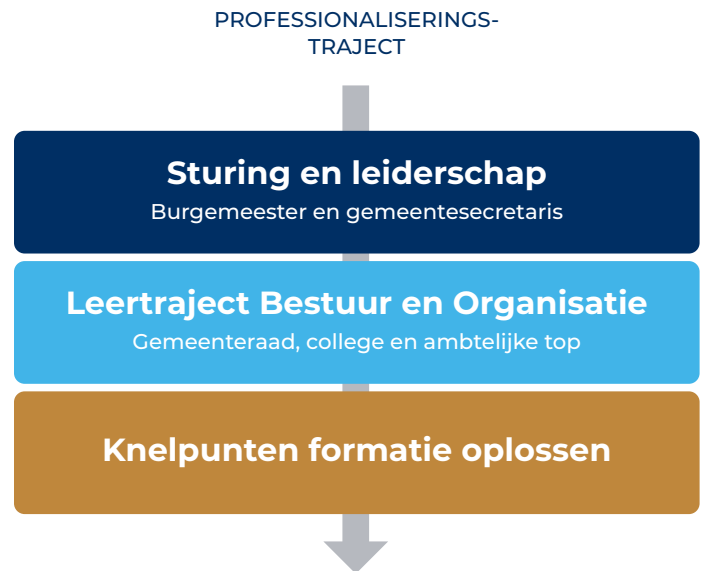 PROFESSIONALISERINGS-
TRAJECT
Sturing en leiderschap
Burgemeester en gemeentesecretaris
Leertraject Bestuur en Organisatie
Gemeenteraad, college en ambtelijke top
Knelpunten formatie oplossen